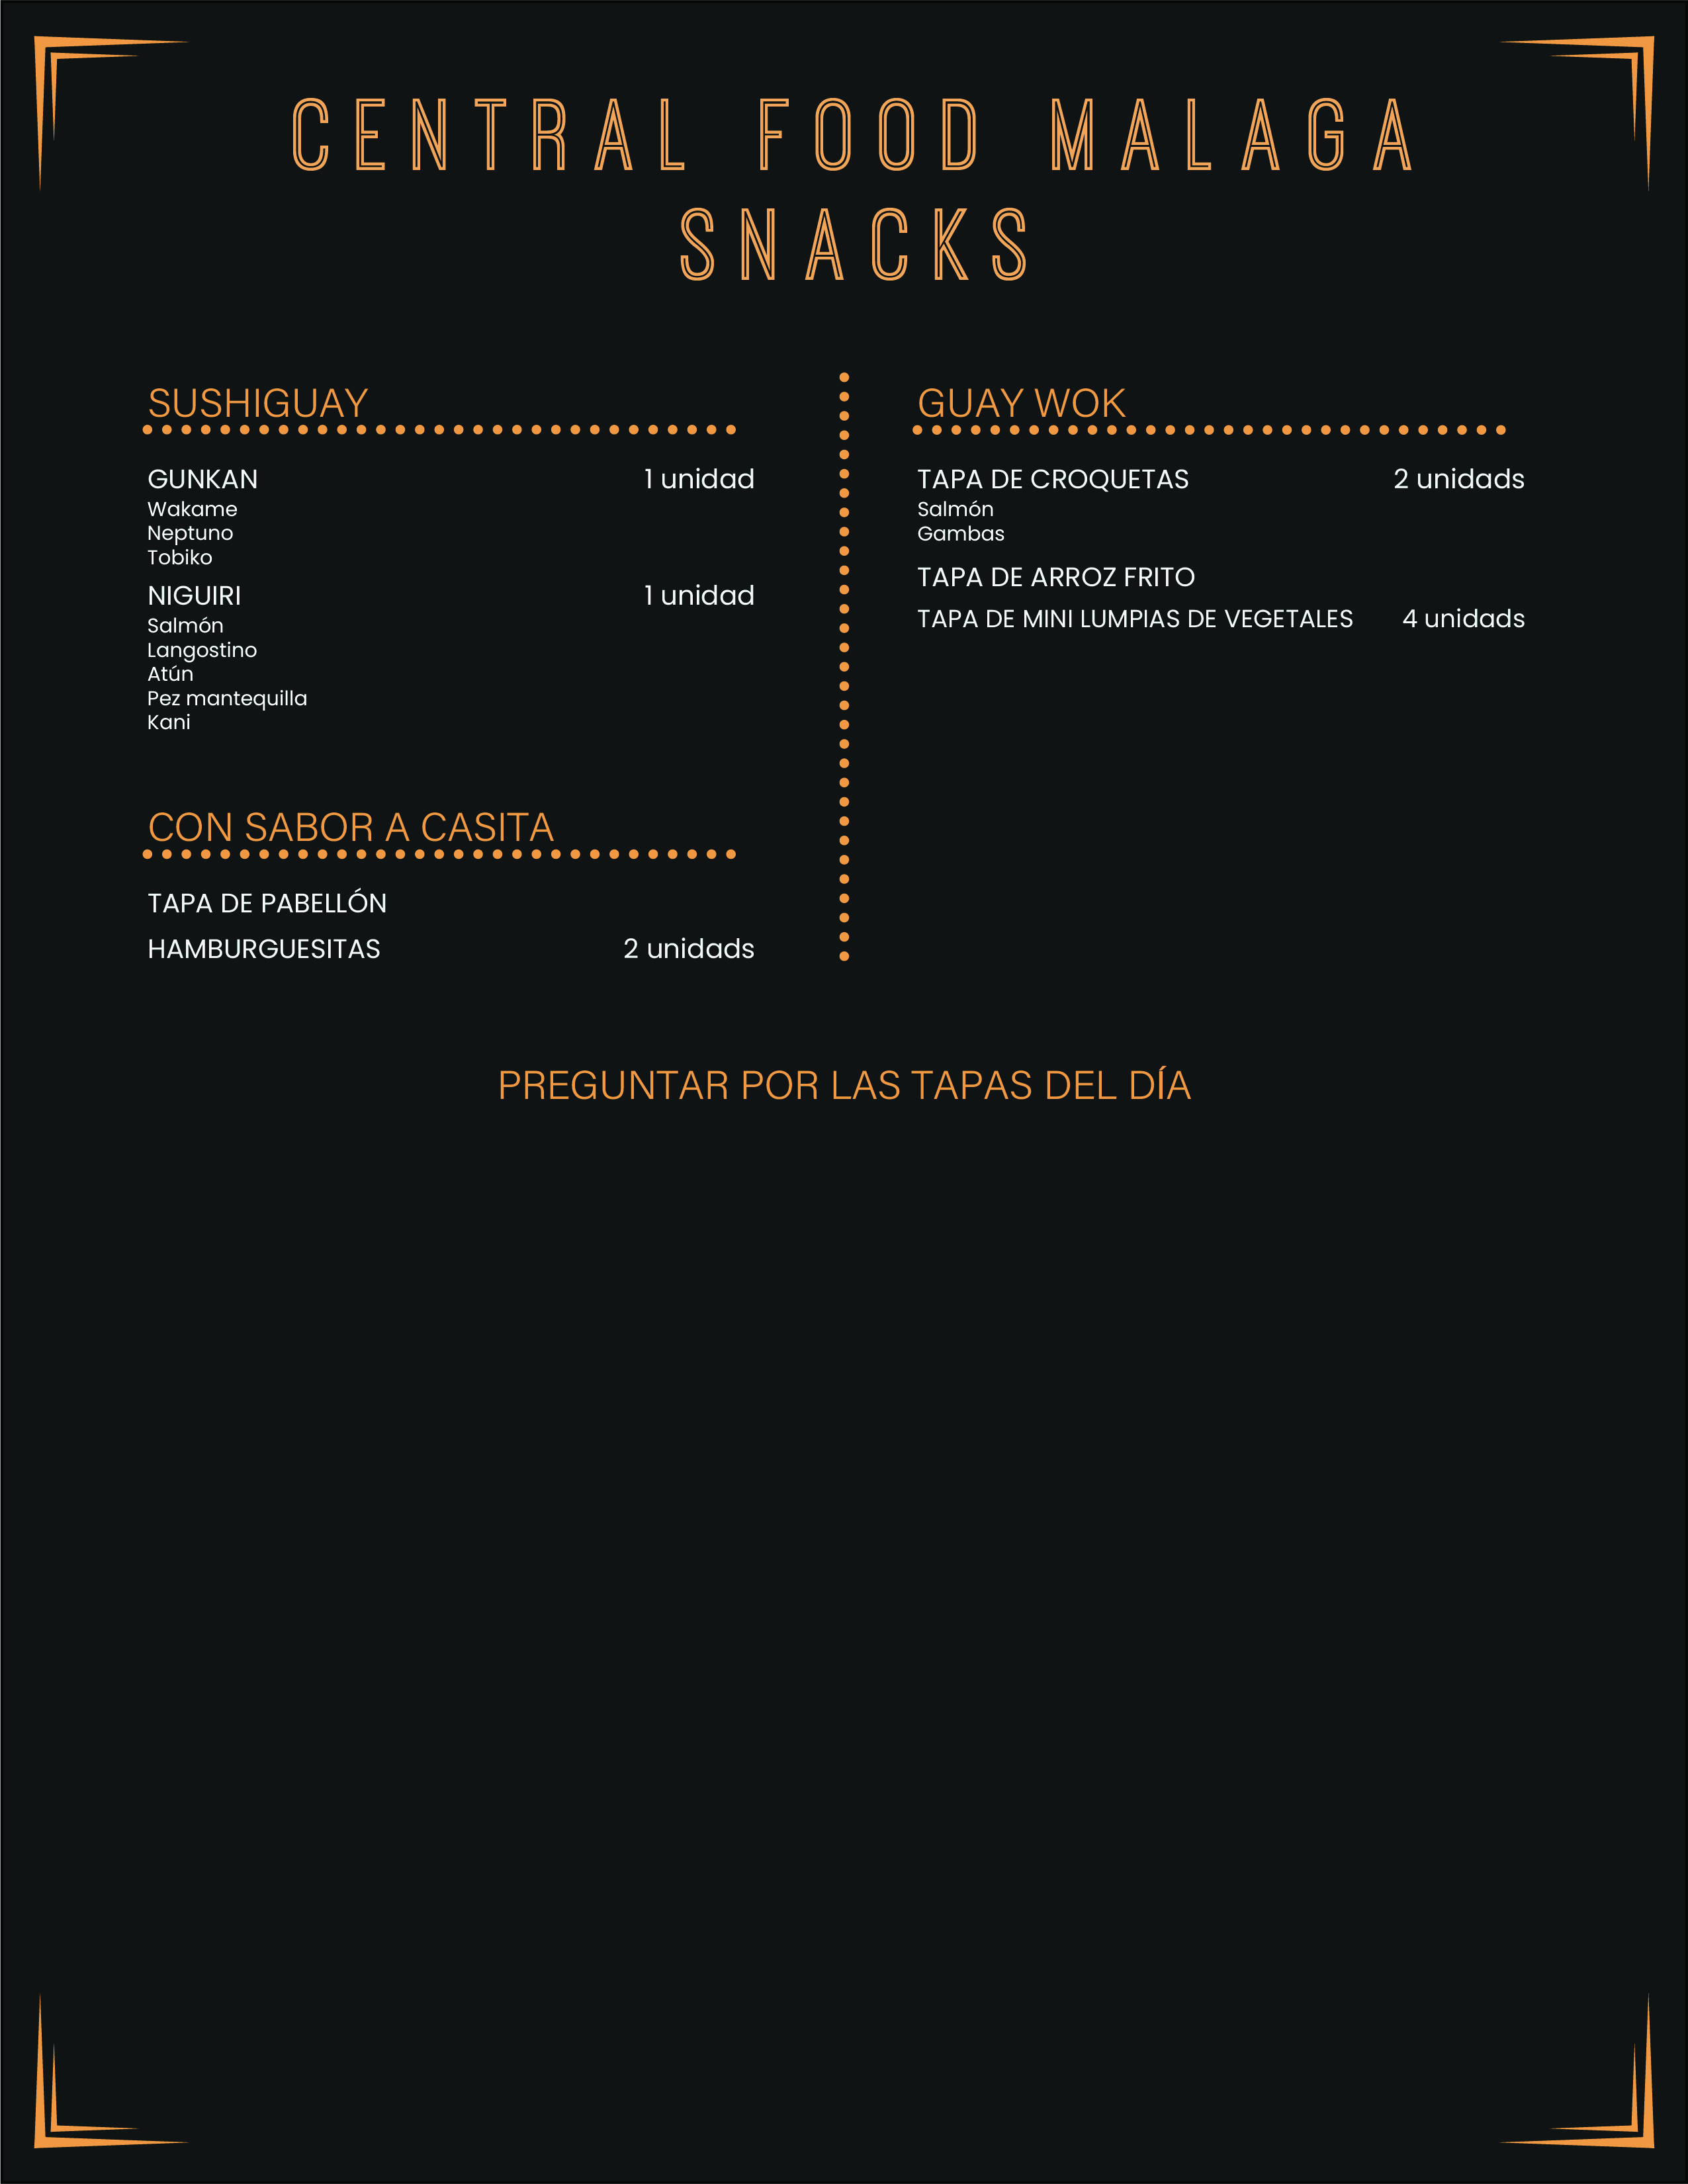 CENTRAL FOOD MALAGA
SNACKS
SUSHIGUAY
GUNKAN 1 unidad
Wakame
Neptuno
Tobiko
NIGUIRI 1 unidad
Salmón
Langostino
Atún
Pez mantequilla
Kani
CON SABOR A CASITA
TAPA DE PABELLÓN
HAMBURGUESITAS 2 unidads
GUAY WOK
TAPA DE CROQUETAS 2 unidads
Salmón
Gambas
TAPA DE ARROZ FRITO
TAPA DE MINI LUMPIAS DE VEGETALES 4 unidads
PREGUNTAR POR LAS TAPAS DEL DÍA